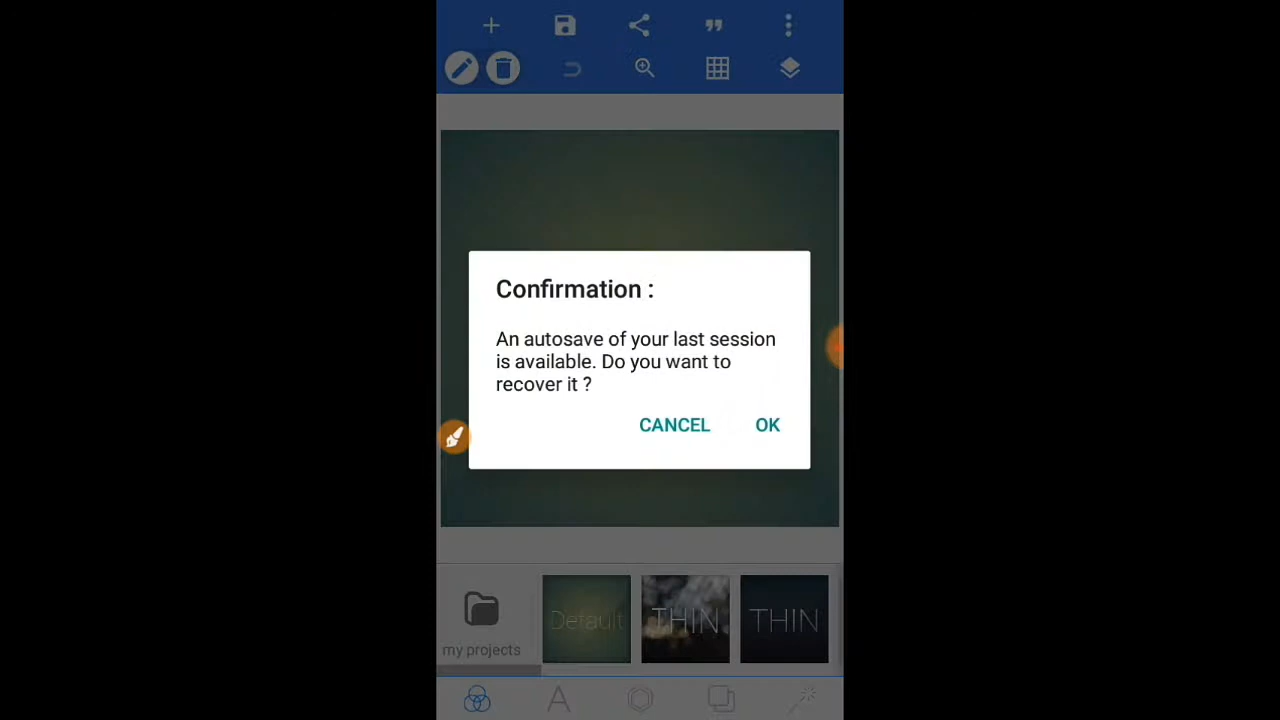 Confirmation :
An autosave of your last session
is available. Do you want to
recover it ?
CANCEL OK
Default THIN THIN
my projects